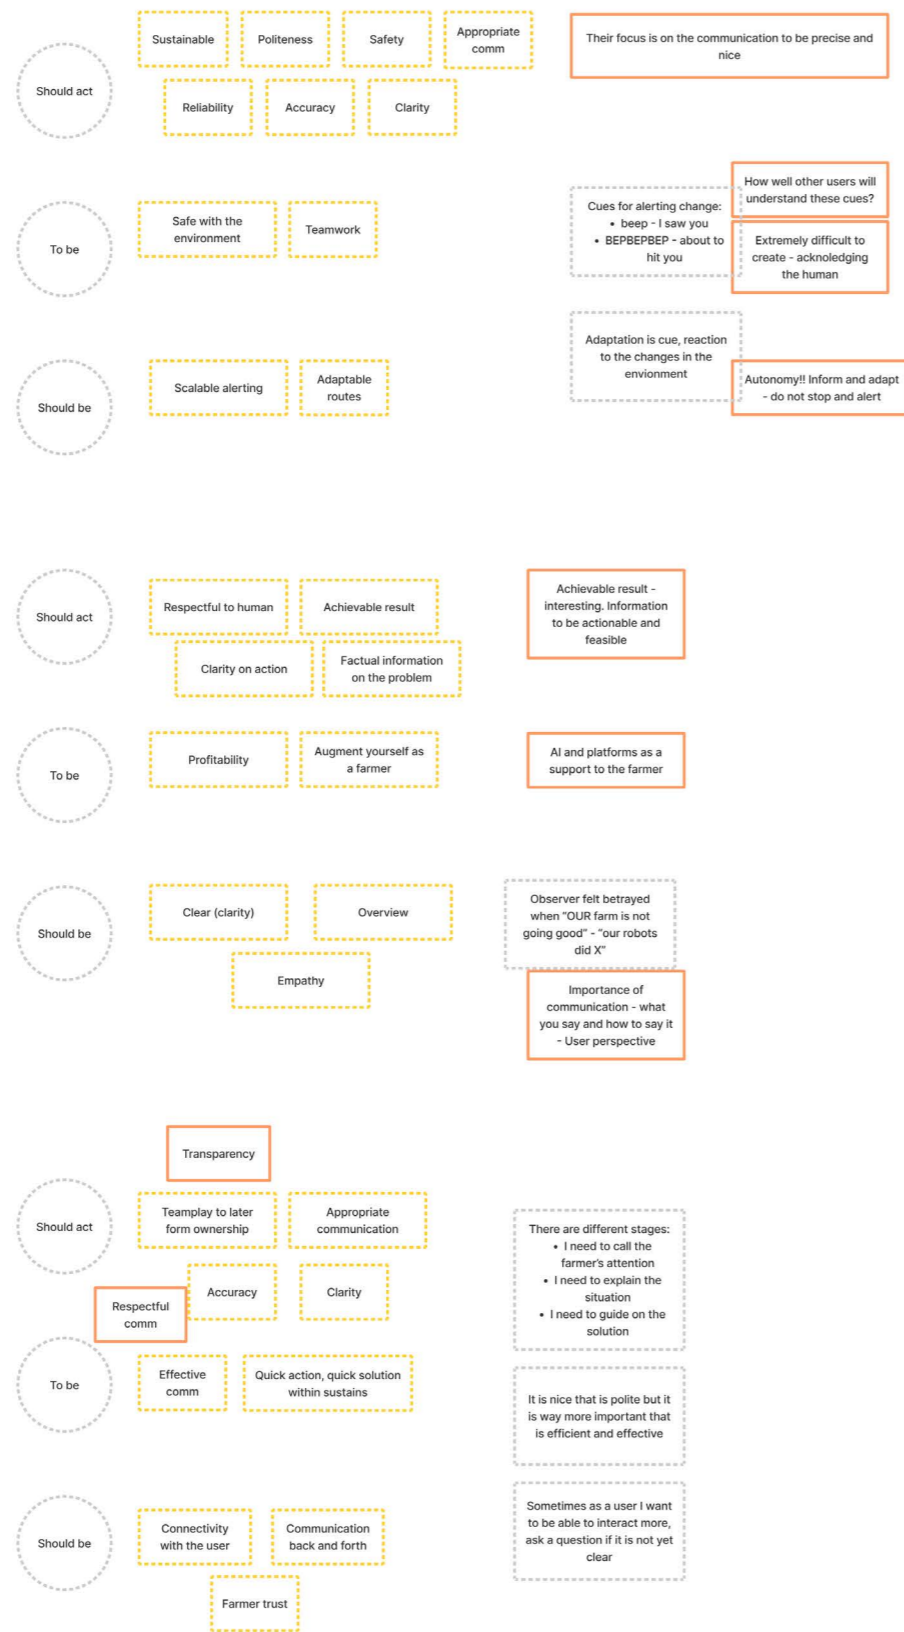 Sustainable
Politeness
Safety
Appropriate
comm
Their focus is on the communication to be precise and
nice
Should act
Reliability
Accuracy
Clarity
To be
Safe with the
environment
Teamwork
Cues for alerting change:
• beep - I saw you
• BEPBEPBEP - about to
hit you
How well other users will
understand these cues?
Extremely difficult to
create - acknoledging
the human
Should be
Scalable alerting
Adaptable
routes
Adaptation is cue, reaction
to the changes in the
envionment
Autonomy!! Inform and adapt
- do not stop and alert
Should act
Respectful to human
Achievable result
Clarity on action
Factual information
on the problem
Achievable result -
interesting. Information
to be actionable and
feasible
To be
Profitability
Augment yourself as
a farmer
AI and platforms as a
support to the farmer
Should be
Clear (clarity)
Overview
Empathy
Observer felt betrayed
when "OUR farm is not
going good" - "our robots
did X"
Importance of
communication - what
you say and how to say it
- User perspective
Transparency
Should act
Teamplay to later
form ownership
Appropriate
communication
Accuracy
Clarity
Respectful
comm
There are different stages:
• I need to call the
farmer's attention
• I need to explain the
situation
• I need to guide on the
solution
To be
Effective
comm
Quick action, quick solution
within sustains
It is nice that is polite but it
is way more important that
is efficient and effective
Should be
Connectivity
with the user
Communication
back and forth
Farmer trust
Sometimes as a user I want
to be able to interact more,
ask a question if it is not yet
clear